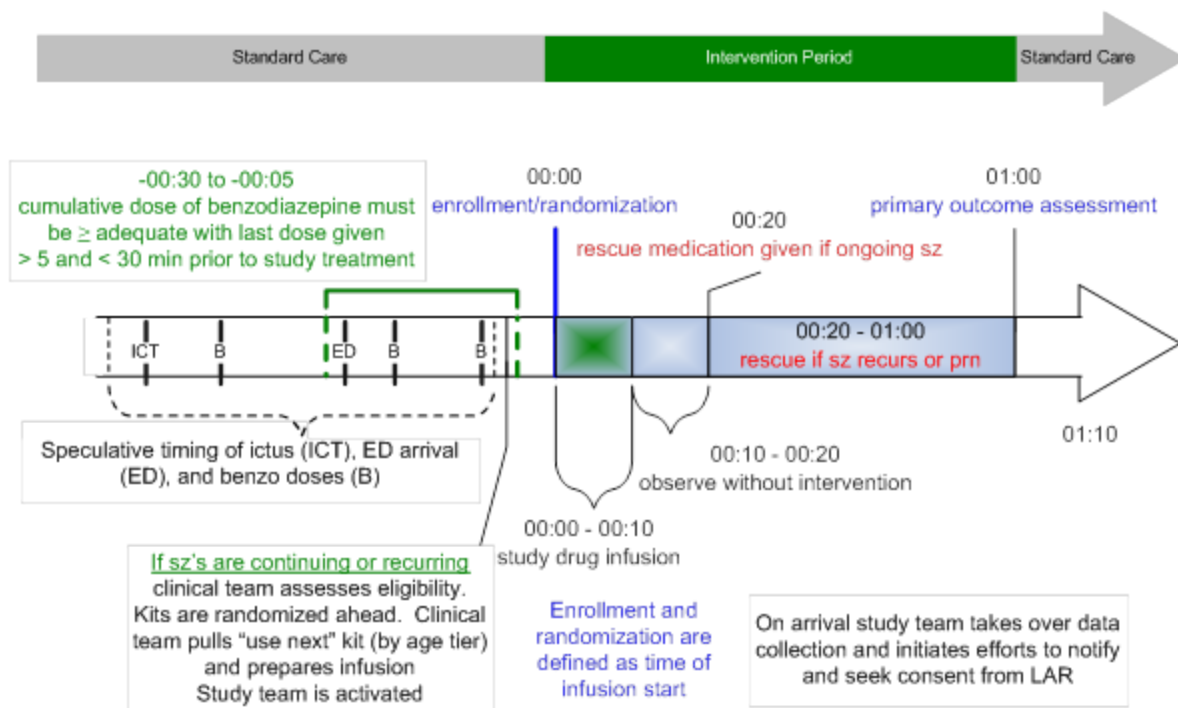 Standard Care
Intervention Period
Standard Care
-00:30 to -00:05
cumulative dose of benzodiazepine must
be ≥ adequate with last dose given
> 5 and < 30 min prior to study treatment
00:00
enrollment/randomization
00:20
rescue medication given if ongoing sz
01:00
primary outcome assessment
ICT
B
ED
B
B
00:20 - 01:00
rescue if sz recurs or prn
01:10
Speculative timing of ictus (ICT), ED arrival
(ED), and benzo doses (B)
00:10 - 00:20
observe without intervention
00:00 - 00:10
study drug infusion
If sz's are continuing or recurring
clinical team assesses eligibility.
Kits are randomized ahead. Clinical
team pulls "use next" kit (by age tier)
and prepares infusion
Study team is activated
Enrollment and
randomization are
defined as time of
infusion start
On arrival study team takes over data
collection and initiates efforts to notify
and seek consent from LAR